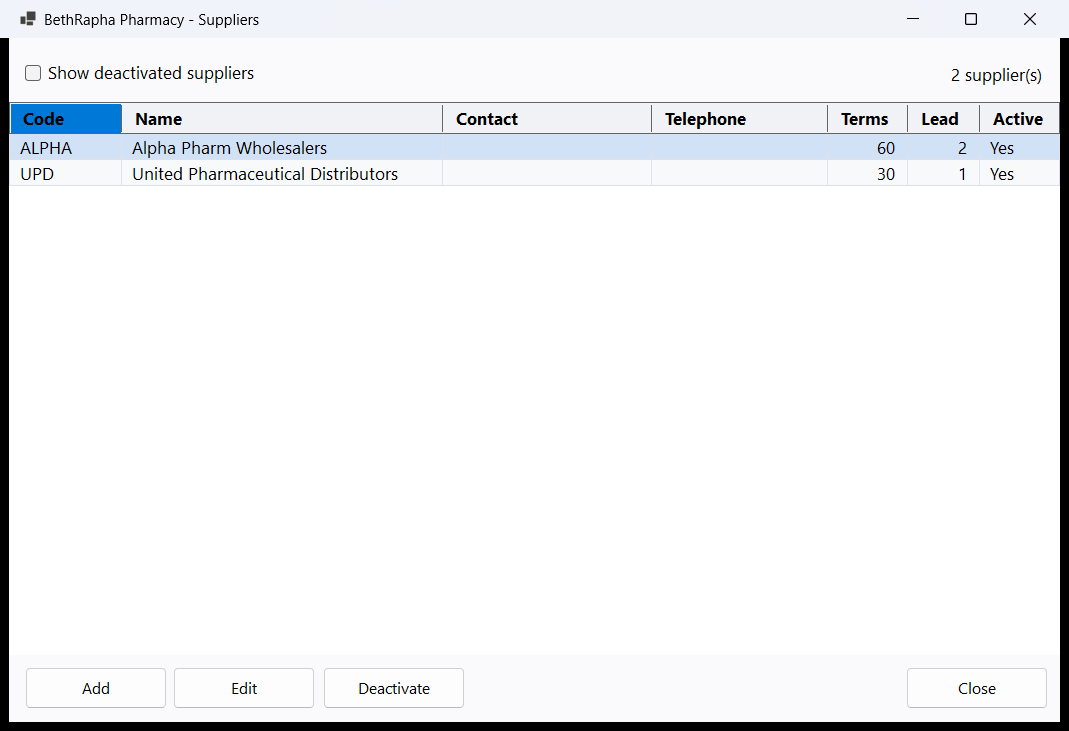 BethRapha Pharmacy - Suppliers
Show deactivated suppliers 2 supplier(s)
Code Name Contact Telephone Terms Lead Active
ALPHA Alpha Pharm Wholesalers 60 2 Yes
UPD United Pharmaceutical Distributors 30 1 Yes
Add Edit Deactivate Close